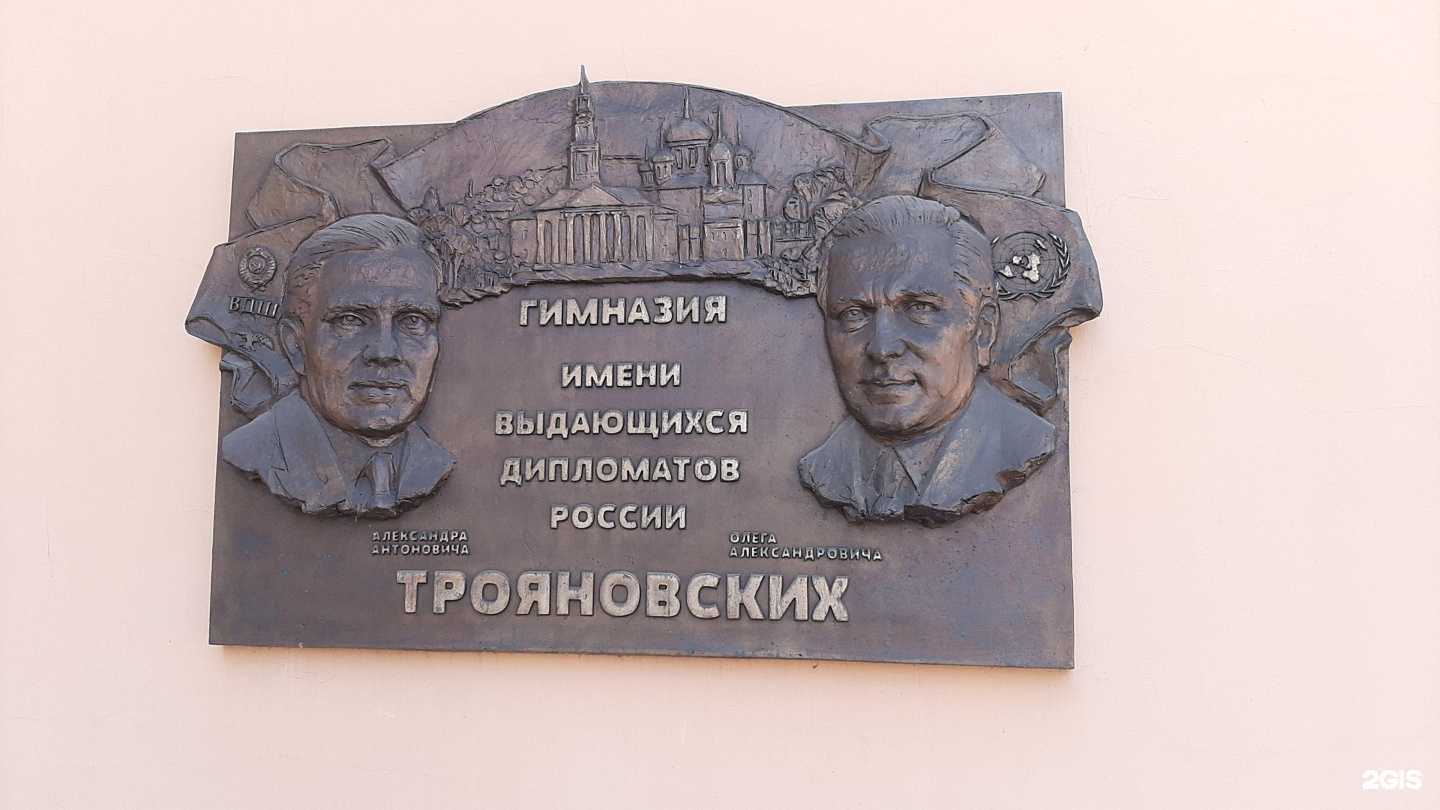 ВДШ
ГИМНАЗИЯ
ИМЕНИ
ВЫДАЮЩИХСЯ
ДИПЛОМАТОВ
РОССИИ
АЛЕКСАНДРА
АНТОНОВИЧА
ОЛЕГА
АЛЕКСАНДРОВИЧА
ТРОЯНОВСКИХ
2GIS